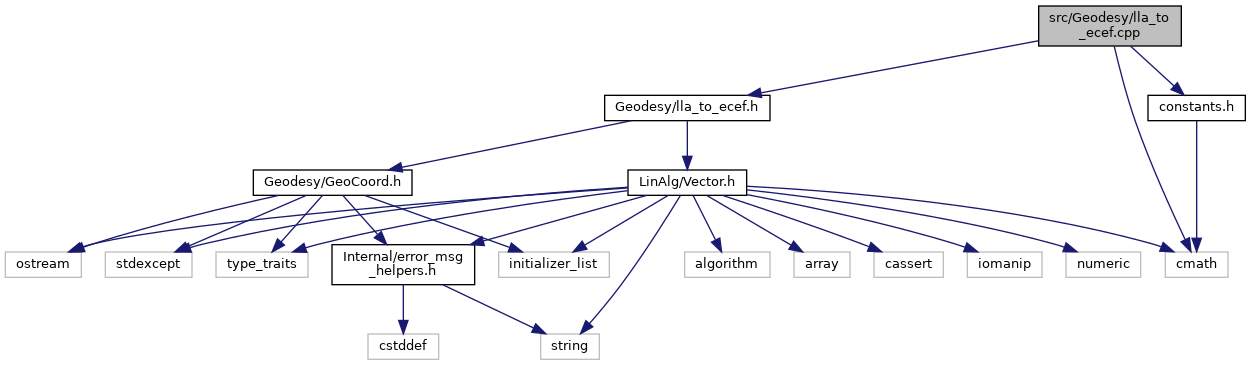 src/Geodesy/lla_to
_ecef.cpp
Geodesy/lla_to_ecef.h
constants.h
Geodesy/GeoCoord.h
LinAlg/Vector.h
ostream
stdexcept
type_traits
Internal/error_msg
_helpers.h
initializer_list
algorithm
array
cassert
iomanip
numeric
cmath
cstddef
string